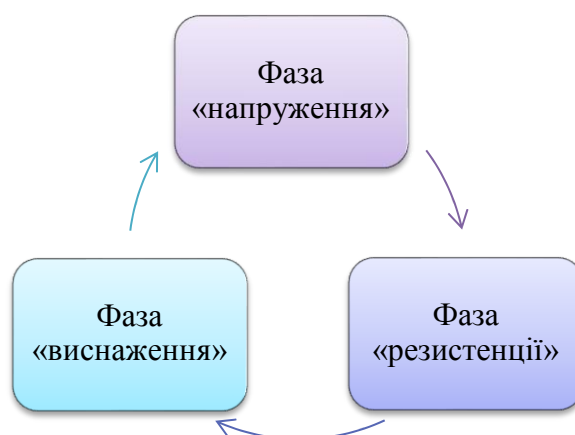 Фаза
«напруження»
Фаза
«резистенції»
Фаза
«виснаження»